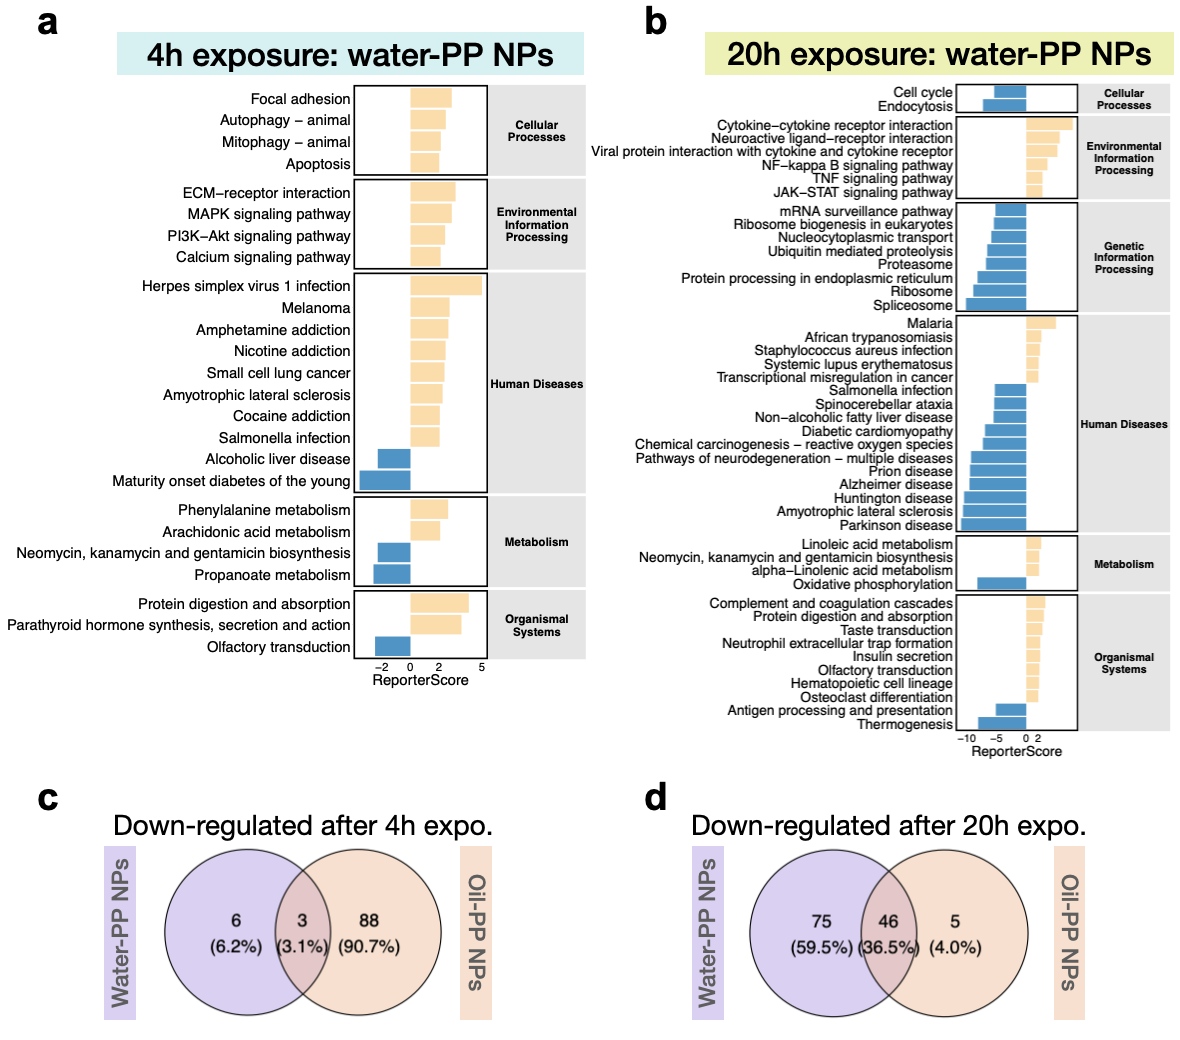 a
4h exposure: water-PP NPs
Focal adhesion
Autophagy − animal
Mitophagy − animal
Apoptosis
Cellular
Processes
ECM−receptor interaction
MAPK signaling pathway
PI3K−Akt signaling pathway
Calcium signaling pathway
Environmental
Information
Processing
Herpes simplex virus 1 infection
Melanoma
Amphetamine addiction
Nicotine addiction
Small cell lung cancer
Amyotrophic lateral sclerosis
Cocaine addiction
Salmonella infection
Alcoholic liver disease
Maturity onset diabetes of the young
Human Diseases
Phenylalanine metabolism
Arachidonic acid metabolism
Neomycin, kanamycin and gentamicin biosynthesis
Propanoate metabolism
Metabolism
Protein digestion and absorption
Parathyroid hormone synthesis, secretion and action
Olfactory transduction
Organismal
Systems
−2 0 2 5
ReporterScore
b
20h exposure: water-PP NPs
Cell cycle
Endocytosis
Cellular
Processes
Cytokine−cytokine receptor interaction
Neuroactive ligand−receptor interaction
Viral protein interaction with cytokine and cytokine receptor
NF−kappa B signaling pathway
TNF signaling pathway
JAK−STAT signaling pathway
Environmental
Information
Processing
mRNA surveillance pathway
Ribosome biogenesis in eukaryotes
Nucleocytoplasmic transport
Ubiquitin mediated proteolysis
Proteasome
Protein processing in endoplasmic reticulum
Ribosome
Spliceosome
Genetic
Information
Processing
Malaria
African trypanosomiasis
Staphylococcus aureus infection
Systemic lupus erythematosus
Transcriptional misregulation in cancer
Salmonella infection
Spinocerebellar ataxia
Non−alcoholic fatty liver disease
Diabetic cardiomyopathy
Chemical carcinogenesis − reactive oxygen species
Pathways of neurodegeneration − multiple diseases
Prion disease
Alzheimer disease
Huntington disease
Amyotrophic lateral sclerosis
Parkinson disease
Human Diseases
Linoleic acid metabolism
Neomycin, kanamycin and gentamicin biosynthesis
alpha−Linolenic acid metabolism
Oxidative phosphorylation
Metabolism
Complement and coagulation cascades
Protein digestion and absorption
Taste transduction
Neutrophil extracellular trap formation
Insulin secretion
Olfactory transduction
Hematopoietic cell lineage
Osteoclast differentiation
Antigen processing and presentation
Thermogenesis
Organismal
Systems
−10 −5 0 2
ReporterScore
c
Down-regulated after 4h expo.
Water-PP NPs
6
(6.2%)
3
(3.1%)
88
(90.7%)
Oil-PP NPs
d
Down-regulated after 20h expo.
Water-PP NPs
75
(59.5%)
46
(36.5%)
5
(4.0%)
Oil-PP NPs